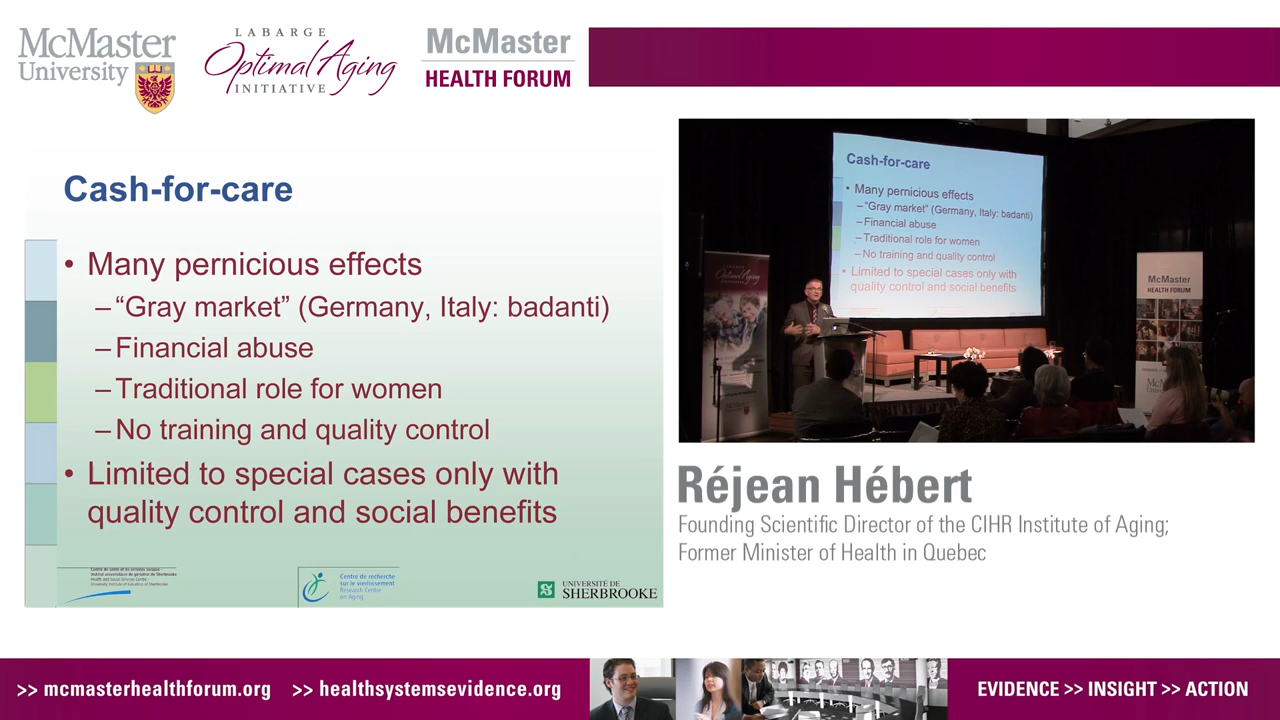 McMaster
University
LABARGE
Optimal Aging
INITIATIVE
McMaster
HEALTH FORUM
Cash-for-care
• Many pernicious effects
– “Gray market” (Germany, Italy: badanti)
– Financial abuse
– Traditional role for women
– No training and quality control
• Limited to special cases only with
quality control and social benefits
Centre de recherche
sur le vieillissement
Research Centre
on Aging
UNIVERSITÉ DE
SHERBROOKE
Cash-for-care
• Many pernicious effects
– “Gray market” (Germany, Italy: badanti)
– Financial abuse
– Traditional role for women
– No training and quality control
• Limited to special cases only with
quality control and social benefits
LABARGE
Optimal Aging
INITIATIVE
McMaster
HEALTH FORUM
Réjean Hébert
Founding Scientific Director of the CIHR Institute of Aging;
Former Minister of Health in Quebec
>> mcmasterhealthforum.org >> healthsystemsevidence.org
EVIDENCE >> INSIGHT >> ACTION